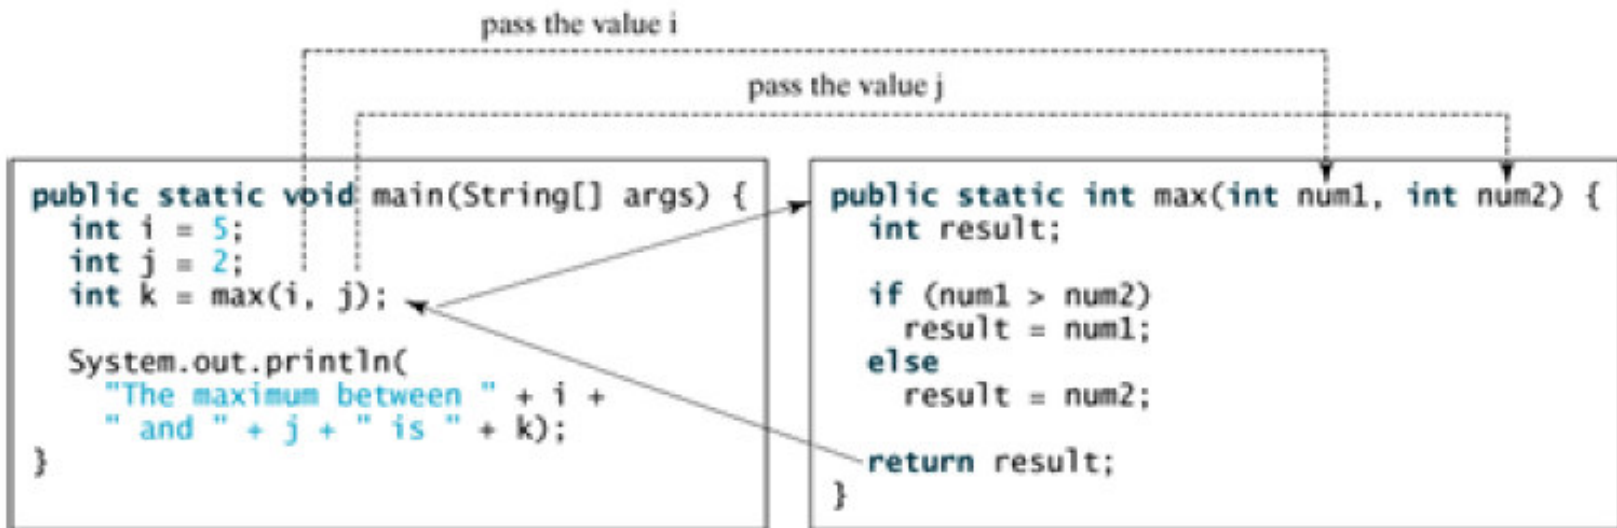 pass the value i
pass the value j
public static void main(String[] args) {
int i = 5;
int j = 2;
int k = max(i, j);
System.out.println(
"The maximum between " + i +
" and " + j + " is " + k);
}
public static int max(int num1, int num2) {
int result;
if (num1 > num2)
result = num1;
else
result = num2;
return result;
}